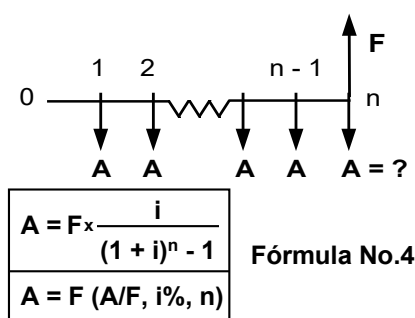 F
1 2 n - 1
0 n
A A A A A = ?
A = F x i / (1 + i)ⁿ - 1
Fórmula No.4
A = F (A/F, i%, n)